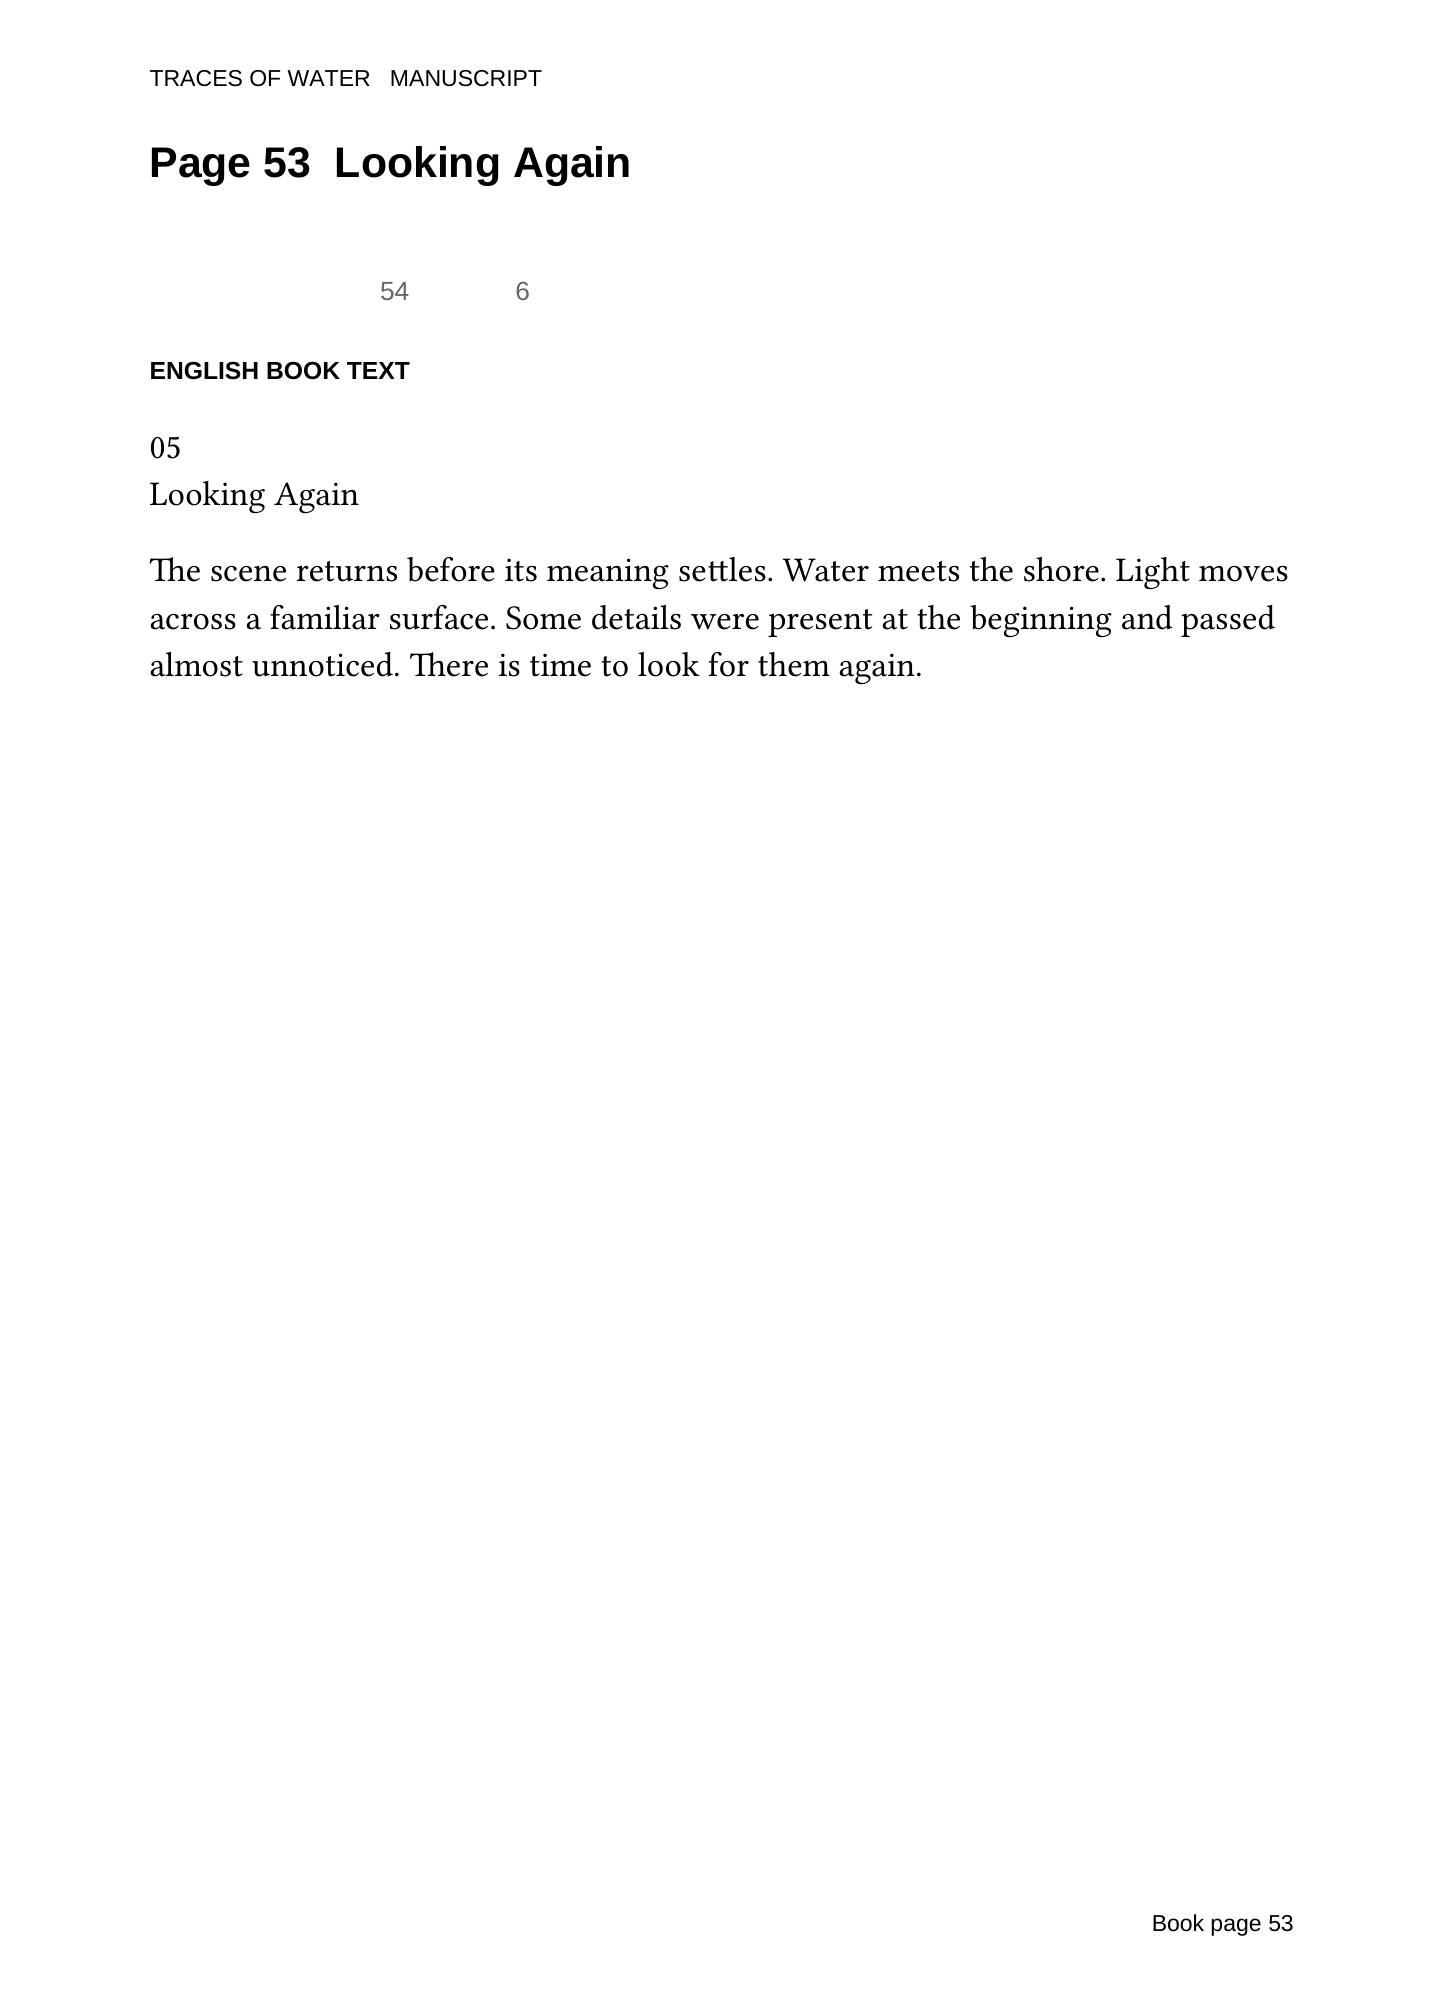 TRACES OF WATER MANUSCRIPT
Page 53 Looking Again
54 6
ENGLISH BOOK TEXT
05
Looking Again
The scene returns before its meaning settles. Water meets the shore. Light moves
across a familiar surface. Some details were present at the beginning and passed
almost unnoticed. There is time to look for them again.
Book page 53